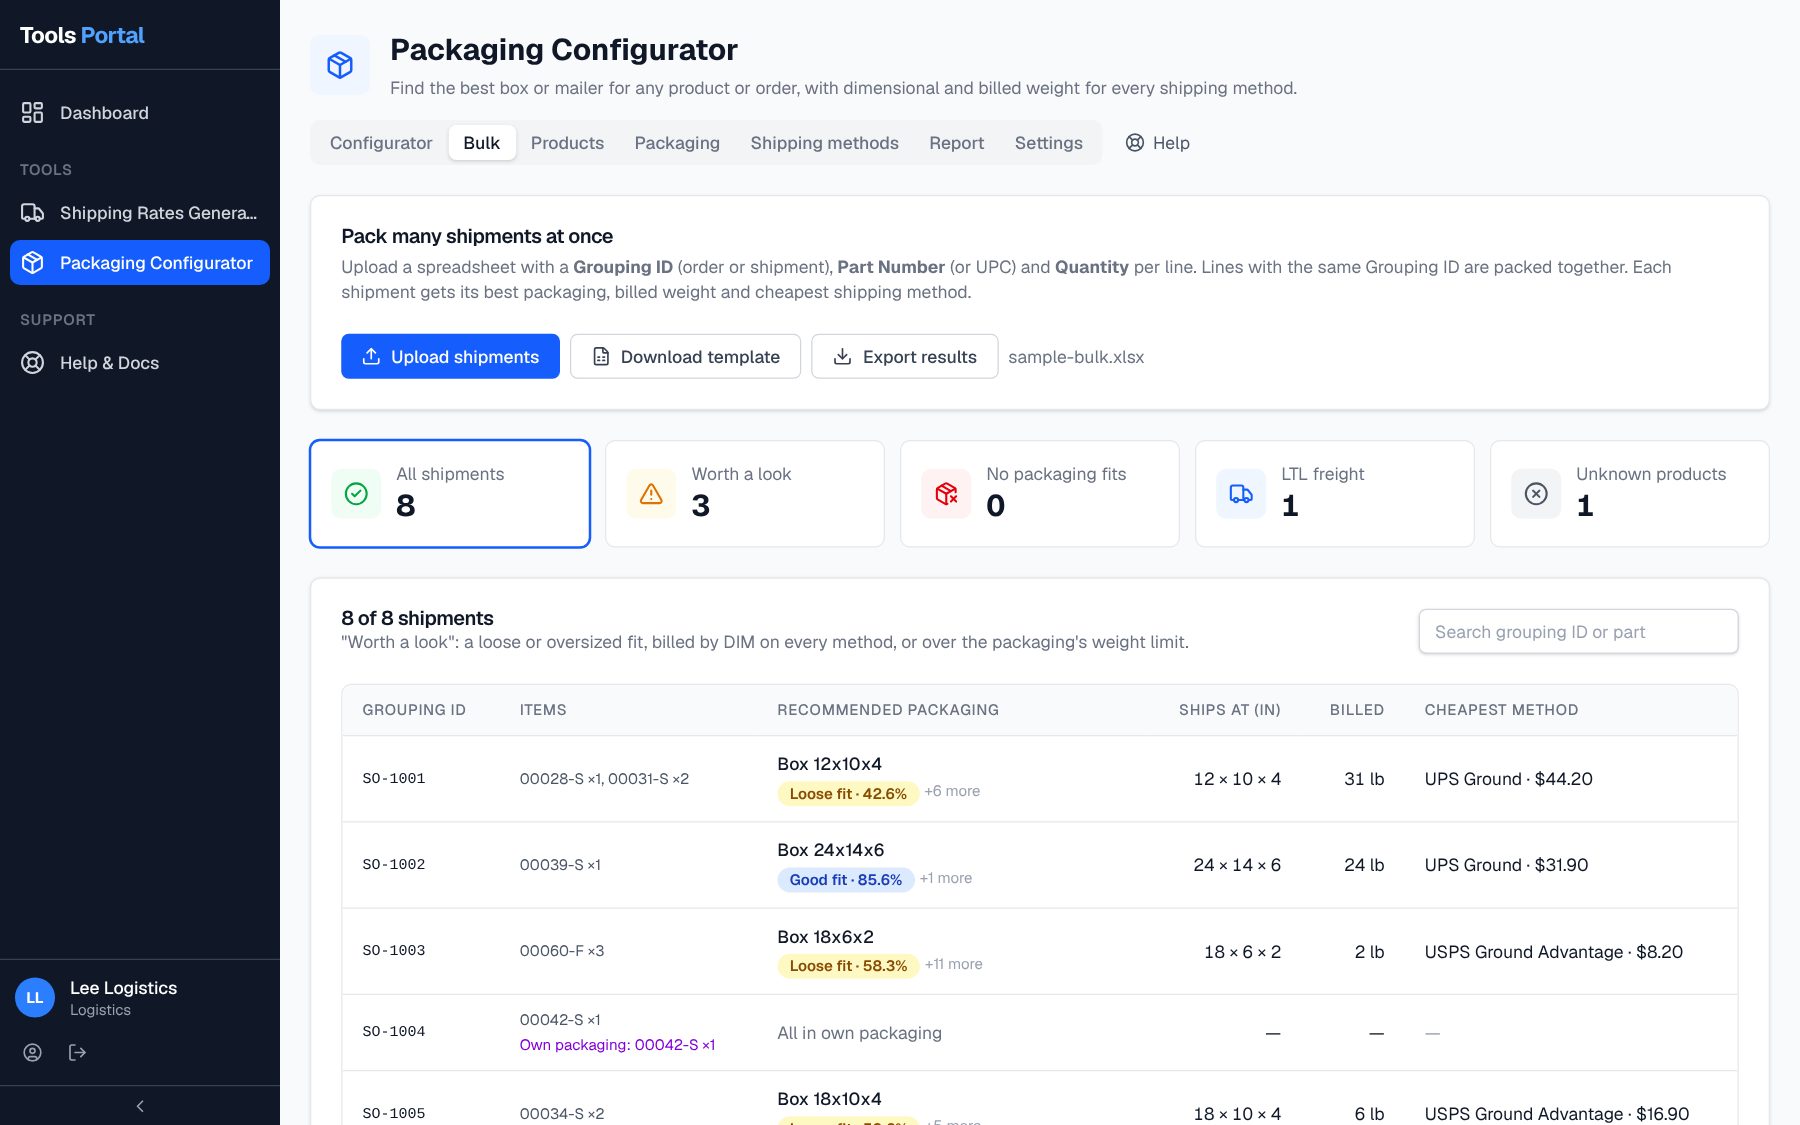 Tools Portal
Dashboard
TOOLS
Shipping Rates Genera...
Packaging Configurator
SUPPORT
Help & Docs
LL
Lee Logistics
Logistics
Packaging Configurator
Find the best box or mailer for any product or order, with dimensional and billed weight for every shipping method.
Configurator Bulk Products Packaging Shipping methods Report Settings Help
Pack many shipments at once
Upload a spreadsheet with a Grouping ID (order or shipment), Part Number (or UPC) and Quantity per line. Lines with the same Grouping ID are packed together. Each
shipment gets its best packaging, billed weight and cheapest shipping method.
Upload shipments Download template Export results sample-bulk.xlsx
All shipments
8
Worth a look
3
No packaging fits
0
LTL freight
1
Unknown products
1
8 of 8 shipments
"Worth a look": a loose or oversized fit, billed by DIM on every method, or over the packaging's weight limit.
Search grouping ID or part
GROUPING ID ITEMS RECOMMENDED PACKAGING SHIPS AT (IN) BILLED CHEAPEST METHOD
SO-1001 00028-S ×1, 00031-S ×2 Box 12x10x4 12 × 10 × 4 31 lb UPS Ground · $44.20
Loose fit · 42.6% +6 more
SO-1002 00039-S ×1 Box 24x14x6 24 × 14 × 6 24 lb UPS Ground · $31.90
Good fit · 85.6% +1 more
SO-1003 00060-F ×3 Box 18x6x2 18 × 6 × 2 2 lb USPS Ground Advantage · $8.20
Loose fit · 58.3% +11 more
SO-1004 00042-S ×1 All in own packaging — — —
Own packaging: 00042-S ×1
SO-1005 00034-S ×2 Box 18x10x4 18 × 10 × 4 6 lb USPS Ground Advantage · $16.90